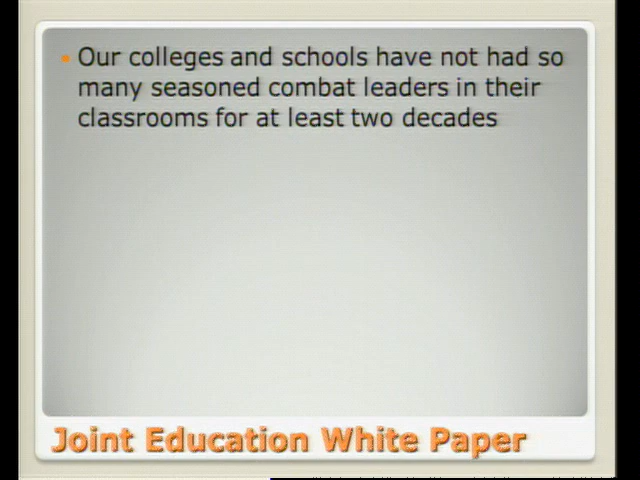 Our colleges and schools have not had so
many seasoned combat leaders in their
classrooms for at least two decades
Joint Education White Paper